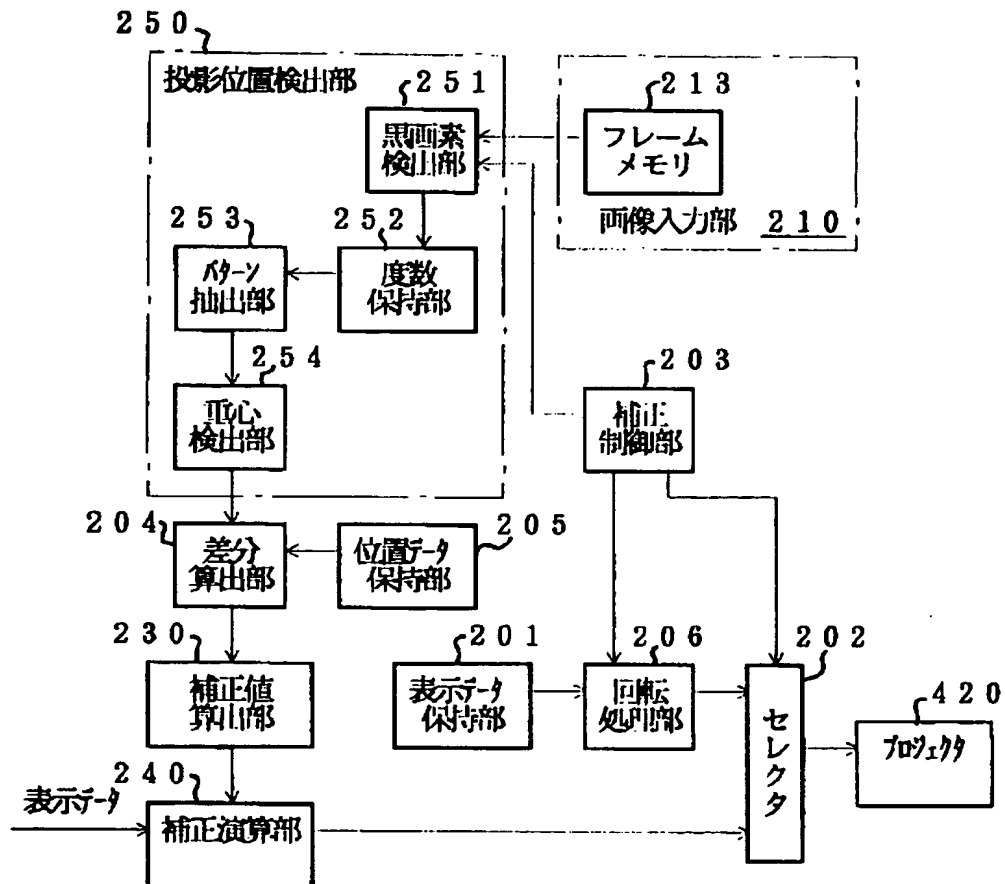 250
投影位置検出部
251
黒画素
検出部
213
フレーム
メモリ
画像入力部 210
253
パターン
抽出部
252
度数
保持部
254
重心
検出部
203
補正
制御部
204
差分
算出部
205
位置データ
保持部
230
補正値
算出部
201
表示データ
保持部
206
回転
処理部
202
セレクタ
420
プロジェクタ
240
表示データ
補正演算部